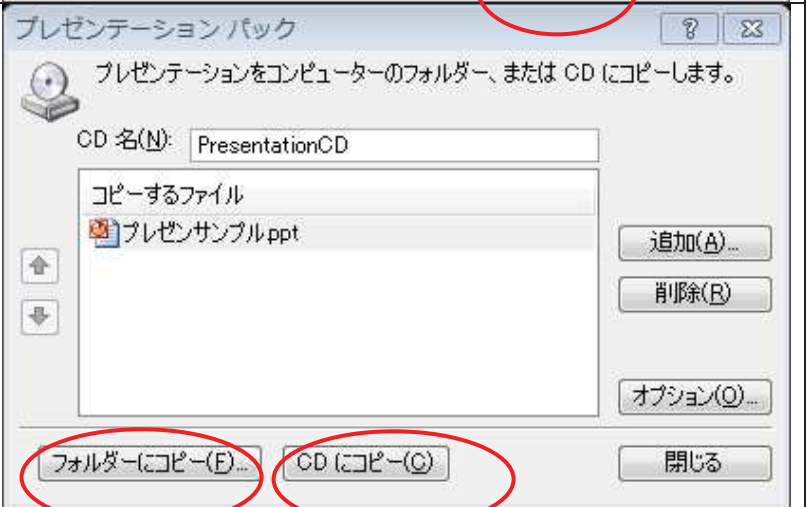 プレゼンテーション パック
プレゼンテーションをコンピューターのフォルダー、または CD にコピーします。
CD 名(N): PresentationCD
コピーするファイル
プレゼンサンプル.ppt
追加(A)...
削除(R)
オプション(O)...
フォルダーにコピー(F)... CD にコピー(C) 閉じる